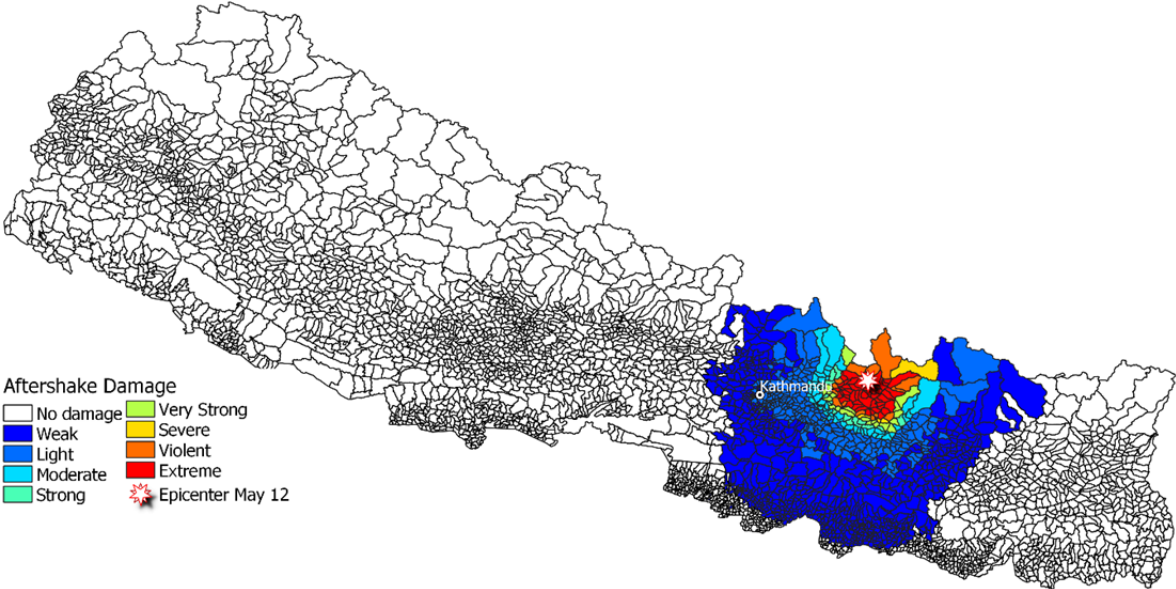 Kathmandu
Aftershake Damage
No damage
Weak
Light
Moderate
Strong
Very Strong
Severe
Violent
Extreme
Epicenter May 12